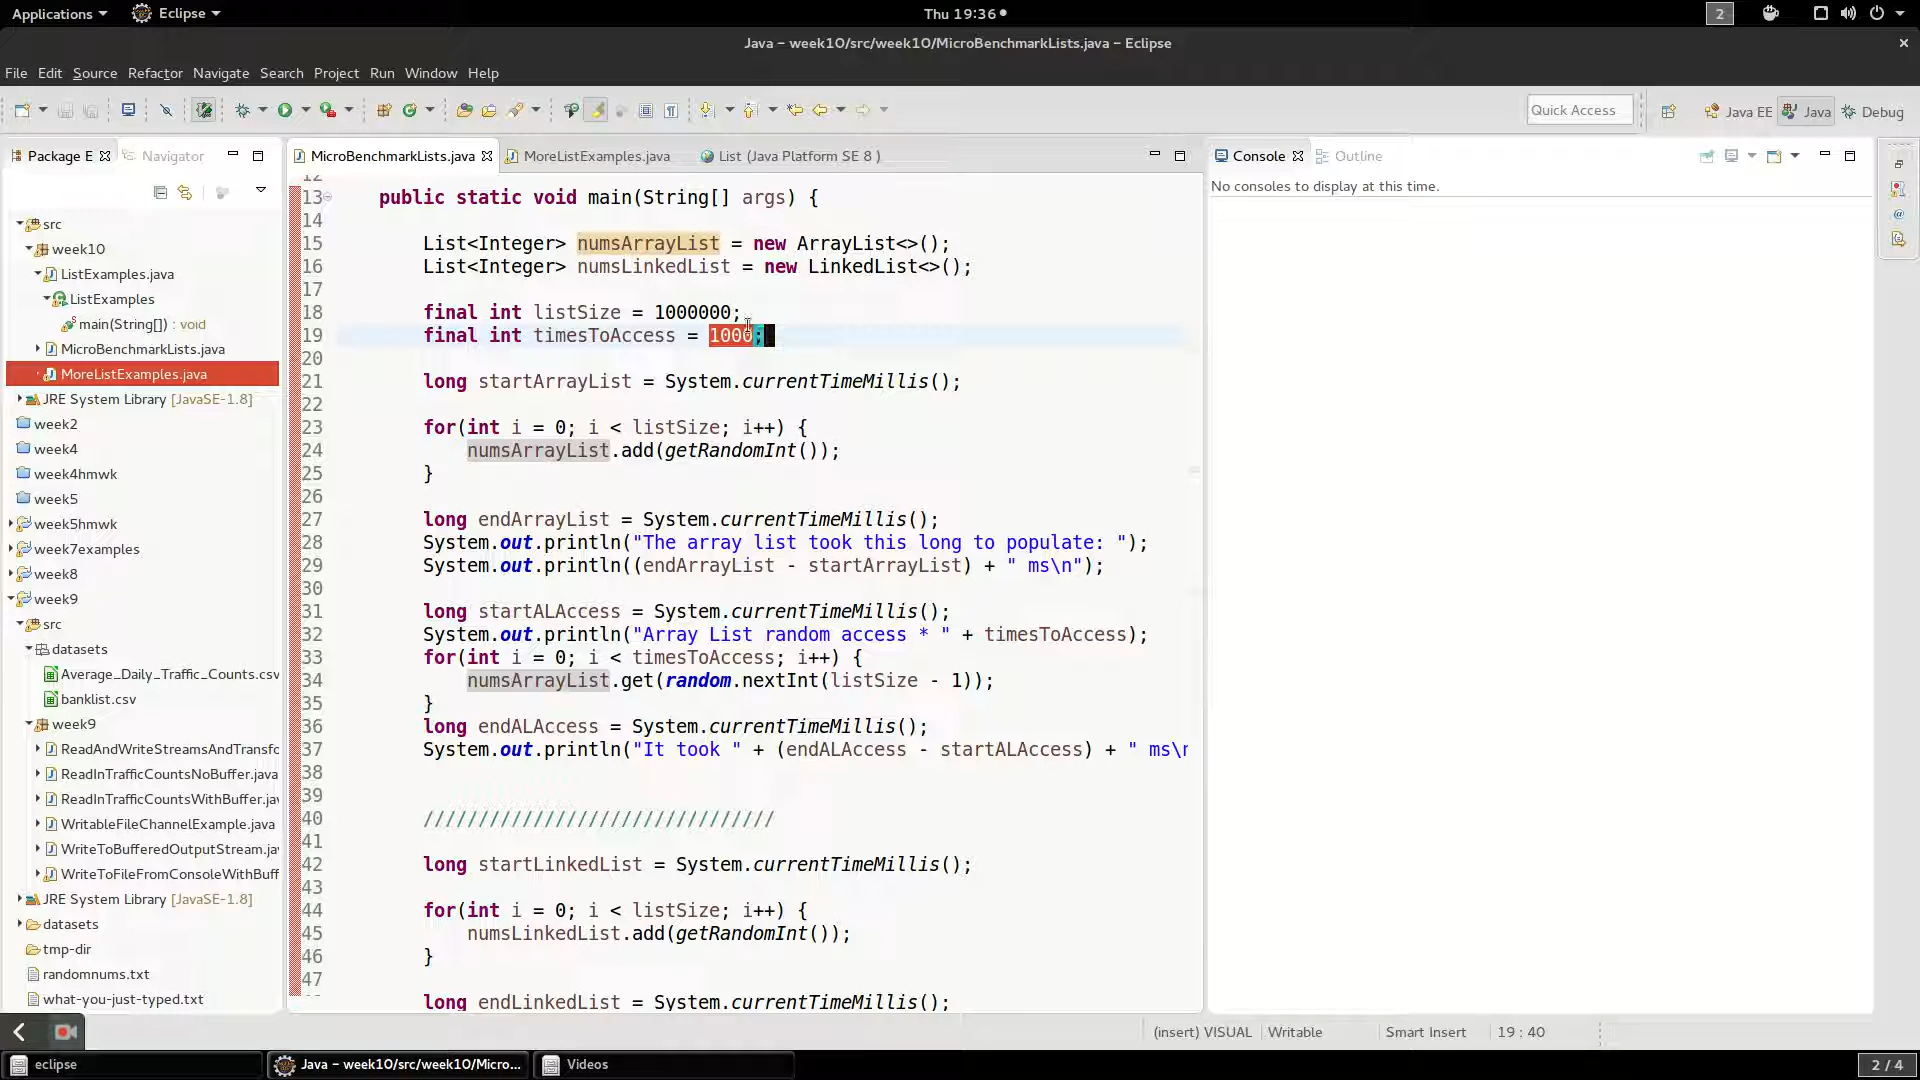 Applications
Eclipse
Thu 19:36
2
Java – week10/src/week10/MicroBenchmarkLists.java – Eclipse
File Edit Source Refactor Navigate Search Project Run Window Help
Quick Access
Java EE
Java
Debug
Package E
Navigator
MicroBenchmarkLists.java
MoreListExamples.java
List (Java Platform SE 8 )
Console
Outline
No consoles to display at this time.
src
week10
ListExamples.java
ListExamples
main(String[]) : void
MicroBenchmarkLists.java
MoreListExamples.java
JRE System Library [JavaSE-1.8]
week2
week4
week4hmwk
week5
week5hmwk
week7examples
week8
week9
src
datasets
Average_Daily_Traffic_Counts.csv
banklist.csv
week9
ReadAndWriteStreamsAndTransfo
ReadInTrafficCountsNoBuffer.java
ReadInTrafficCountsWithBuffer.ja
WritableFileChannelExample.java
WriteToBufferedOutputStream.ja
WriteToFileFromConsoleWithBuff
JRE System Library [JavaSE-1.8]
datasets
tmp-dir
randomnums.txt
what-you-just-typed.txt
12
13 public static void main(String[] args) {
14
15 List<Integer> numsArrayList = new ArrayList<>();
16 List<Integer> numsLinkedList = new LinkedList<>();
17
18 final int listSize = 1000000;
19 final int timesToAccess = 1000;
20
21 long startArrayList = System.currentTimeMillis();
22
23 for(int i = 0; i < listSize; i++) {
24 numsArrayList.add(getRandomInt());
25 }
26
27 long endArrayList = System.currentTimeMillis();
28 System.out.println("The array list took this long to populate: ");
29 System.out.println((endArrayList - startArrayList) + " ms\n");
30
31 long startALAccess = System.currentTimeMillis();
32 System.out.println("Array List random access * " + timesToAccess);
33 for(int i = 0; i < timesToAccess; i++) {
34 numsArrayList.get(random.nextInt(listSize - 1));
35 }
36 long endALAccess = System.currentTimeMillis();
37 System.out.println("It took " + (endALAccess - startALAccess) + " ms\n
38
39
40 ////////////////////////////////
41
42 long startLinkedList = System.currentTimeMillis();
43
44 for(int i = 0; i < listSize; i++) {
45 numsLinkedList.add(getRandomInt());
46 }
47
long endLinkedList = System.currentTimeMillis();
(insert) VISUAL
Writable
Smart Insert
19 : 40
eclipse
Java – week10/src/week10/Micro...
Videos
2 / 4